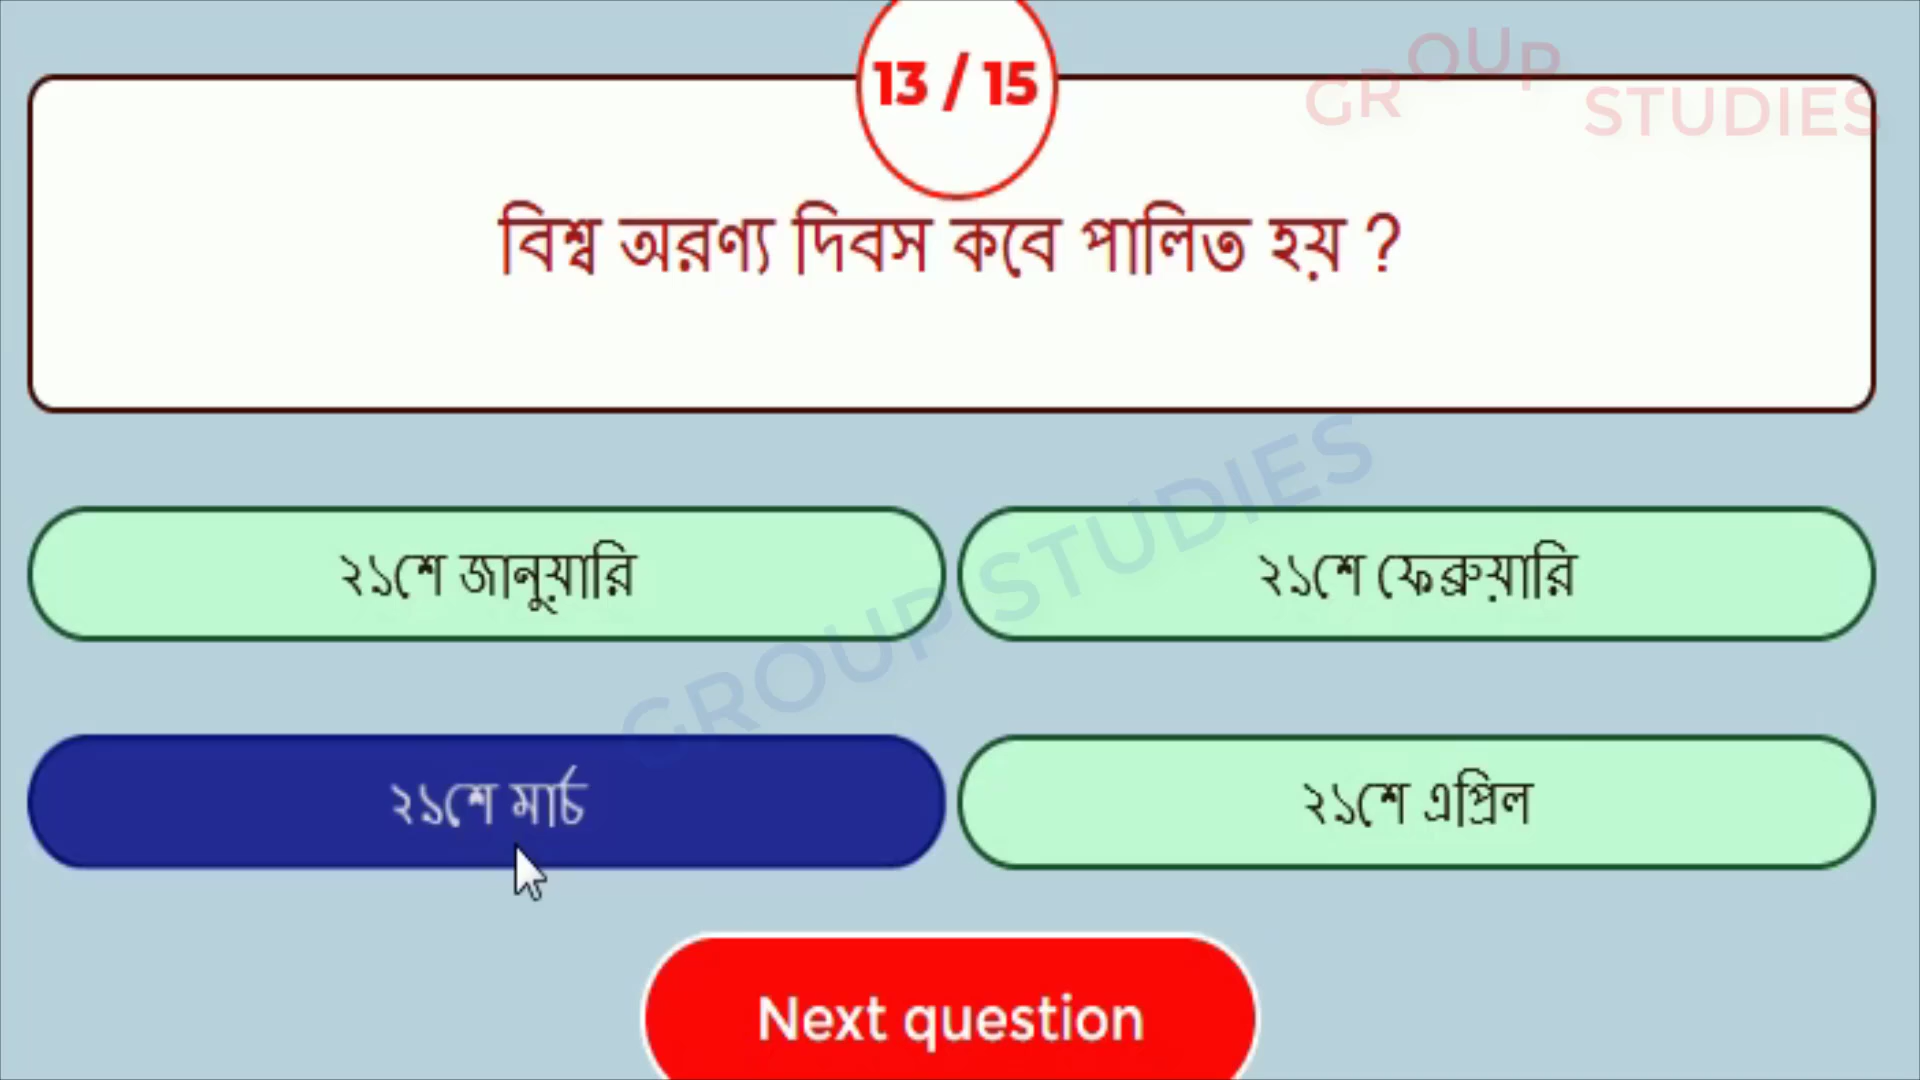 13 / 15
GROUP STUDIES
বিশ্ব অরণ্য দিবস কবে পালিত হয় ?
২১শে জানুয়ারি
২১শে ফেব্রুয়ারি
GROUP STUDIES
২১শে মার্চ
২১শে এপ্রিল
Next question